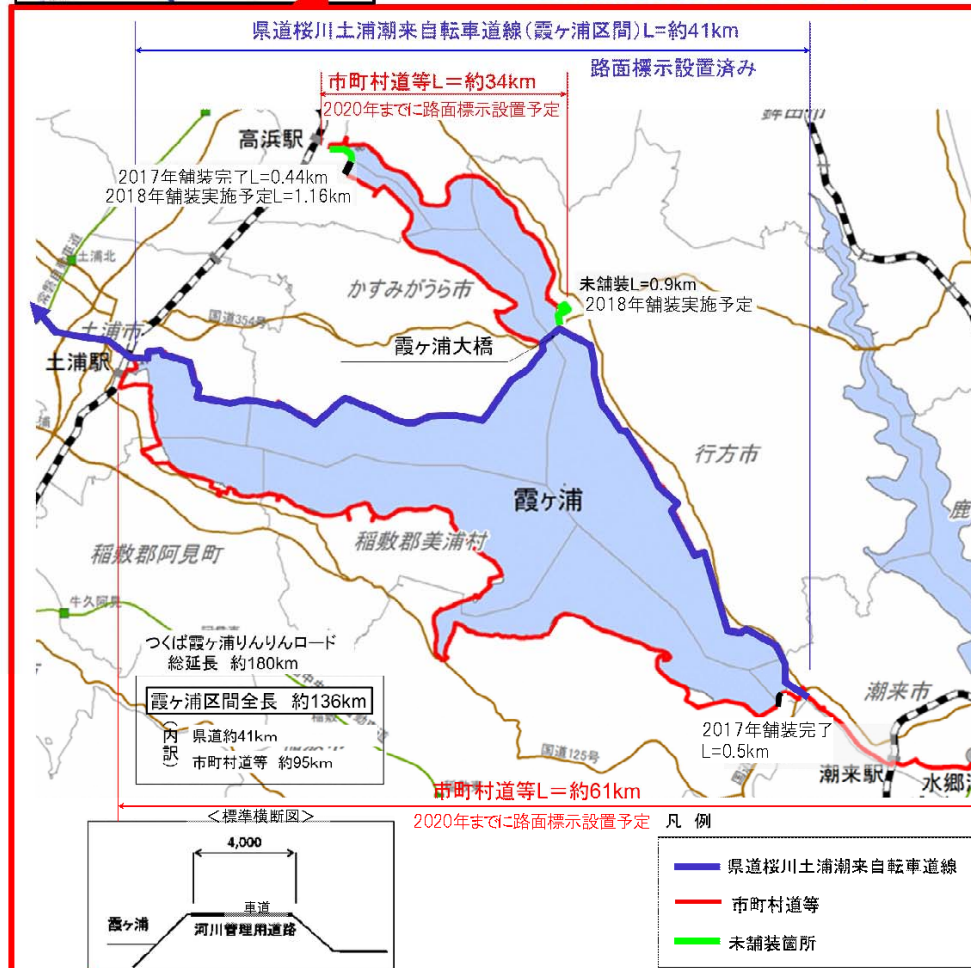 県道桜川土浦潮来自転車道線(霞ヶ浦区間)L=約41km
路面標示設置済み
市町村道等L=約34km
2020年までに路面標示設置予定
高浜駅
鉾田市
2017年舗装完了L=0.44km
2018年舗装実施予定L=1.16km
土浦北
常磐自動車道
かすみがうら市
未舗装L=0.9km
2018年舗装実施予定
国道354号
土浦市
霞ヶ浦大橋
土浦駅
行方市
霞ヶ浦
鹿
稲敷郡美浦村
稲敷郡阿見町
牛久阿見
つくば霞ヶ浦りんりんロード
総延長 約180km
霞ヶ浦区間全長 約136km
(内訳)
県道約41km
市町村道等 約95km
潮来市
2017年舗装完了
L=0.5km
国道125号
潮来駅
水郷
市町村道等L=約61km
2020年までに路面標示設置予定
<標準横断図>
4,000
車道
霞ヶ浦
河川管理用道路
凡 例
県道桜川土浦潮来自転車道線
市町村道等
未舗装箇所